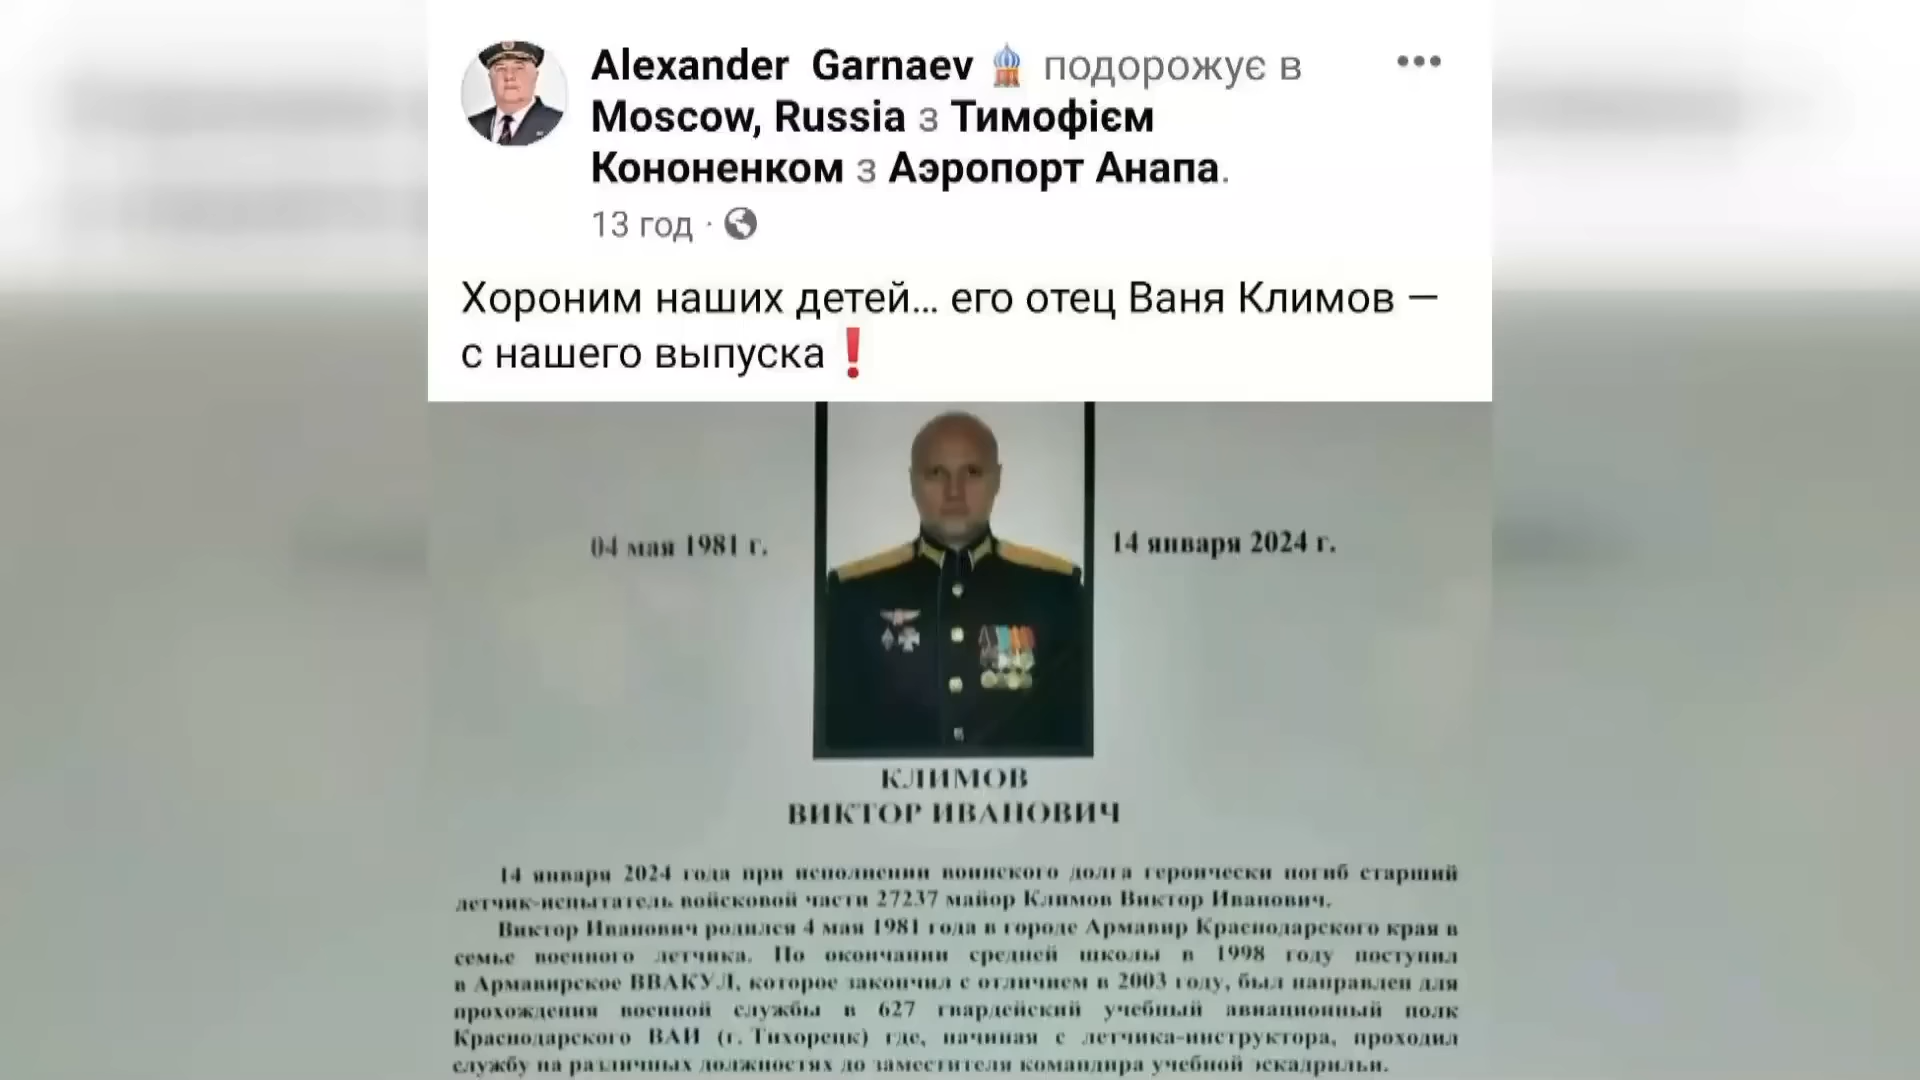 Alexander Garnaev подорожує в
Moscow, Russia з Тимофієм
Кононенком з Аэропорт Анапа.
13 год ·
Хороним наших детей... его отец Ваня Климов —
с нашего выпуска❗
04 мая 1981 г.
14 января 2024 г.
КЛИМОВ
ВИКТОР ИВАНОВИЧ
14 января 2024 года при исполнении воинского долга героически погиб старший
летчик-испытатель войсковой части 27237 майор Климов Виктор Иванович.
Виктор Иванович родился 4 мая 1981 года в городе Армавир Краснодарского края в
семье военного летчика. По окончании средней школы в 1998 году поступил
в Армавирское ВВАКУЛ, которое закончил с отличием в 2003 году, был направлен для
прохождения военной службы в 627 гвардейский учебный авиационный полк
Краснодарского ВАИ (г. Тихорецк) где, начиная с летчика-инструктора, проходил
службу на различных должностях до заместителя командира учебной эскадрильи.